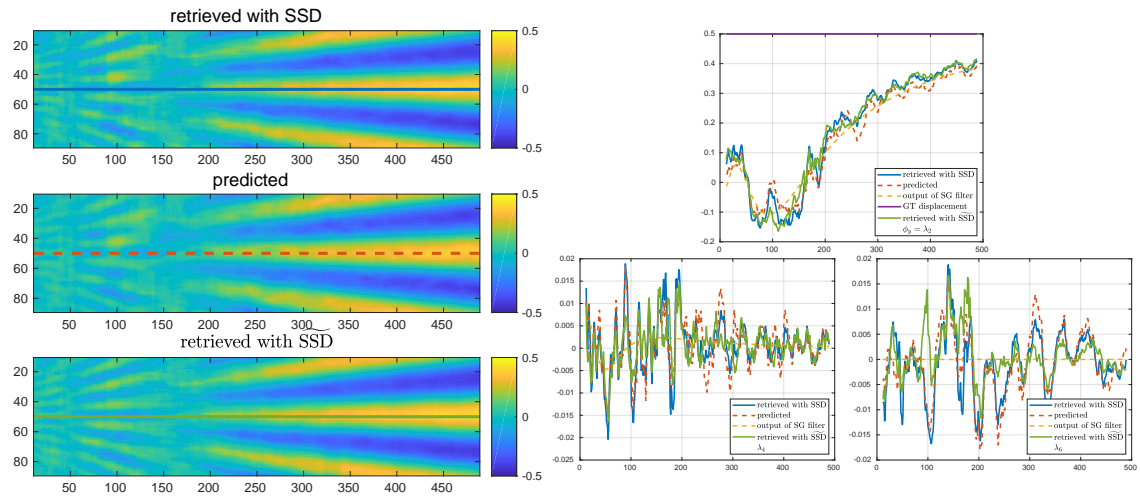 retrieved with SSD
20
40
60
80
50 100 150 200 250 300 350 400 450
0.5
0
-0.5
predicted
20
40
60
80
50 100 150 200 250 300 350 400 450
0.5
0
-0.5
retrieved with S͠S͠D͠
20
40
60
80
50 100 150 200 250 300 350 400 450
0.5
0
-0.5
0.5
0.4
0.3
0.2
0.1
0
-0.1
-0.2
0 100 200 300 400 500
retrieved with SSD
predicted
output of SG filter
GT displacement
retrieved with S͠S͠D͠
ϕ_g = λ_2
0.02
0.015
0.01
0.005
0
-0.005
-0.01
-0.015
-0.02
-0.025
0 100 200 300 400 500
retrieved with SSD
predicted
output of SG filter
retrieved with S͠S͠D͠
λ_4
0.02
0.015
0.01
0.005
0
-0.005
-0.01
-0.015
-0.02
0 100 200 300 400 500
retrieved with SSD
predicted
output of SG filter
retrieved with S͠S͠D͠
λ_6